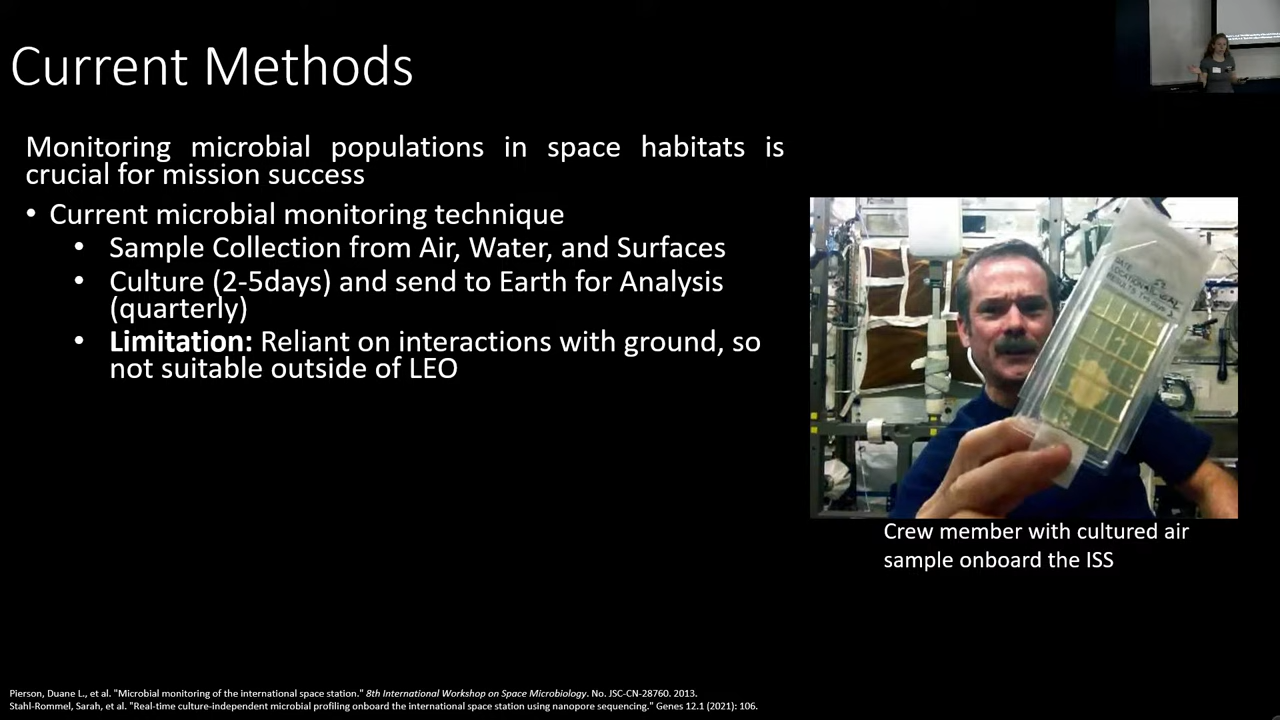 Current Methods
Monitoring microbial populations in space habitats is
crucial for mission success
• Current microbial monitoring technique
• Sample Collection from Air, Water, and Surfaces
• Culture (2-5days) and send to Earth for Analysis
(quarterly)
• Limitation: Reliant on interactions with ground, so
not suitable outside of LEO
Crew member with cultured air
sample onboard the ISS
Pierson, Duane L., et al. "Microbial monitoring of the international space station." 8th International Workshop on Space Microbiology. No. JSC-CN-28760. 2013.
Stahl-Rommel, Sarah, et al. "Real-time culture-independent microbial profiling onboard the international space station using nanopore sequencing." Genes 12.1 (2021): 106.